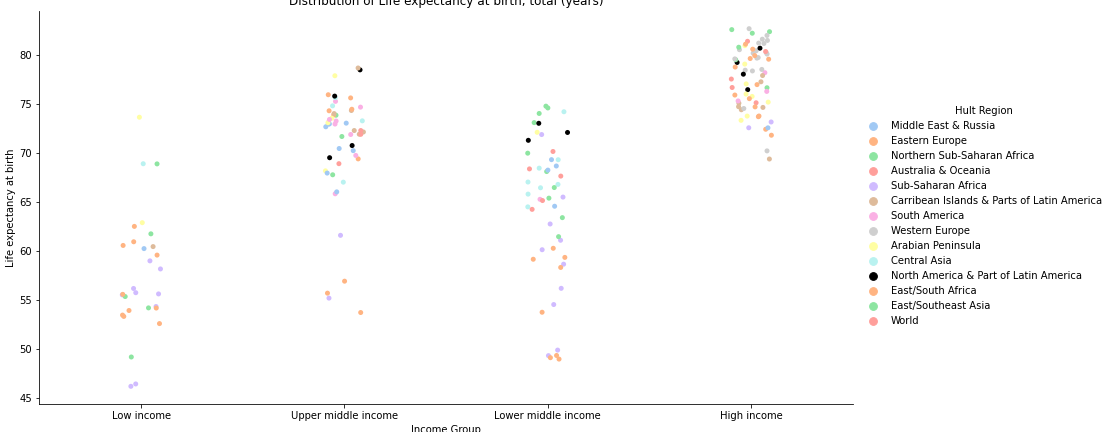 Distribution of Life expectancy at birth, total (years)
Life expectancy at birth
80
75
70
65
60
55
50
45
Low income
Upper middle income
Lower middle income
High income
Income Group
Hult Region
Middle East & Russia
Eastern Europe
Northern Sub-Saharan Africa
Australia & Oceania
Sub-Saharan Africa
Carribean Islands & Parts of Latin America
South America
Western Europe
Arabian Peninsula
Central Asia
North America & Part of Latin America
East/South Africa
East/Southeast Asia
World